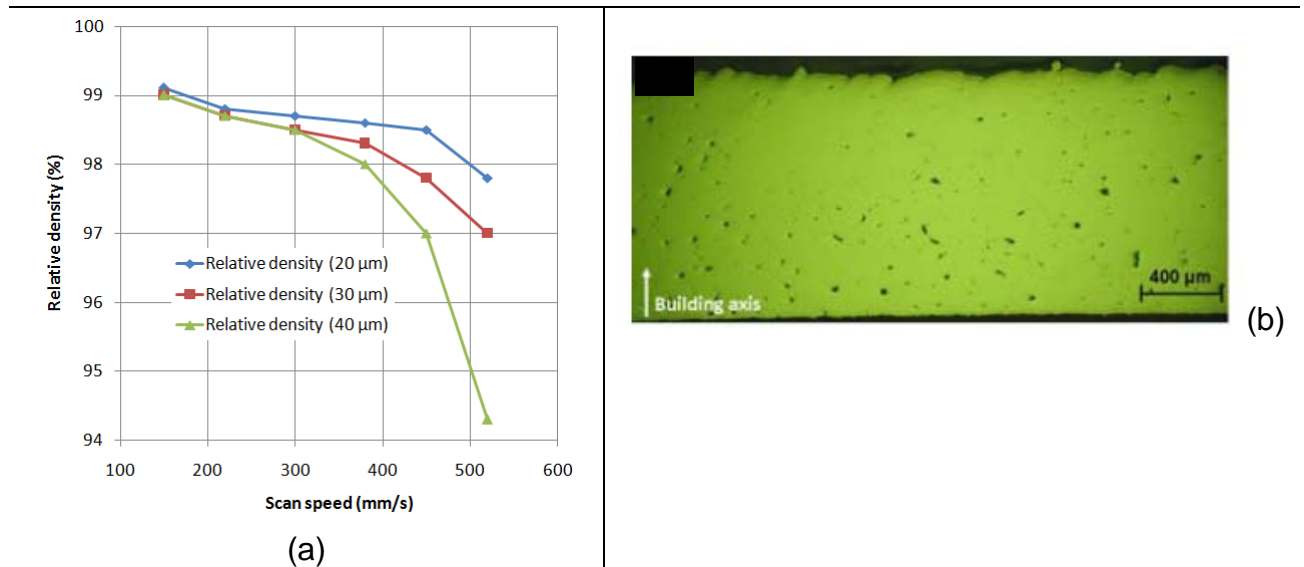 100
99
98
97
96
95
94
Relative density (%)
Relative density (20 µm)
Relative density (30 µm)
Relative density (40 µm)
100 200 300 400 500 600
Scan speed (mm/s)
(a)
Building axis
400 µm
(b)